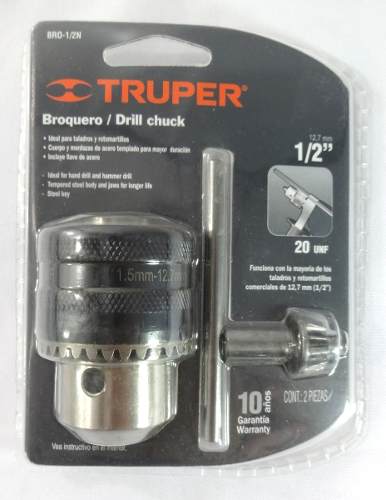 BRO-1/2N
TRUPER
Broquero / Drill chuck
• Ideal para taladros y rotomartillos
• Cuerpo y mordazas de acero templado para mayor duración
• Incluye llave de acero
• Ideal for hand drill and hammer drill
• Tempered steel body and jaws for longer life
• Steel key
12,7 mm
1/2”
20 UNF
Funciona con la mayoría de los
taladros y rotomartillos
comerciales de 12,7 mm (1/2")
1.5mm-12.7m
10 años
Garantía
Warranty
CONT.: 2 PIEZAS
Vea instructivo en el interior.